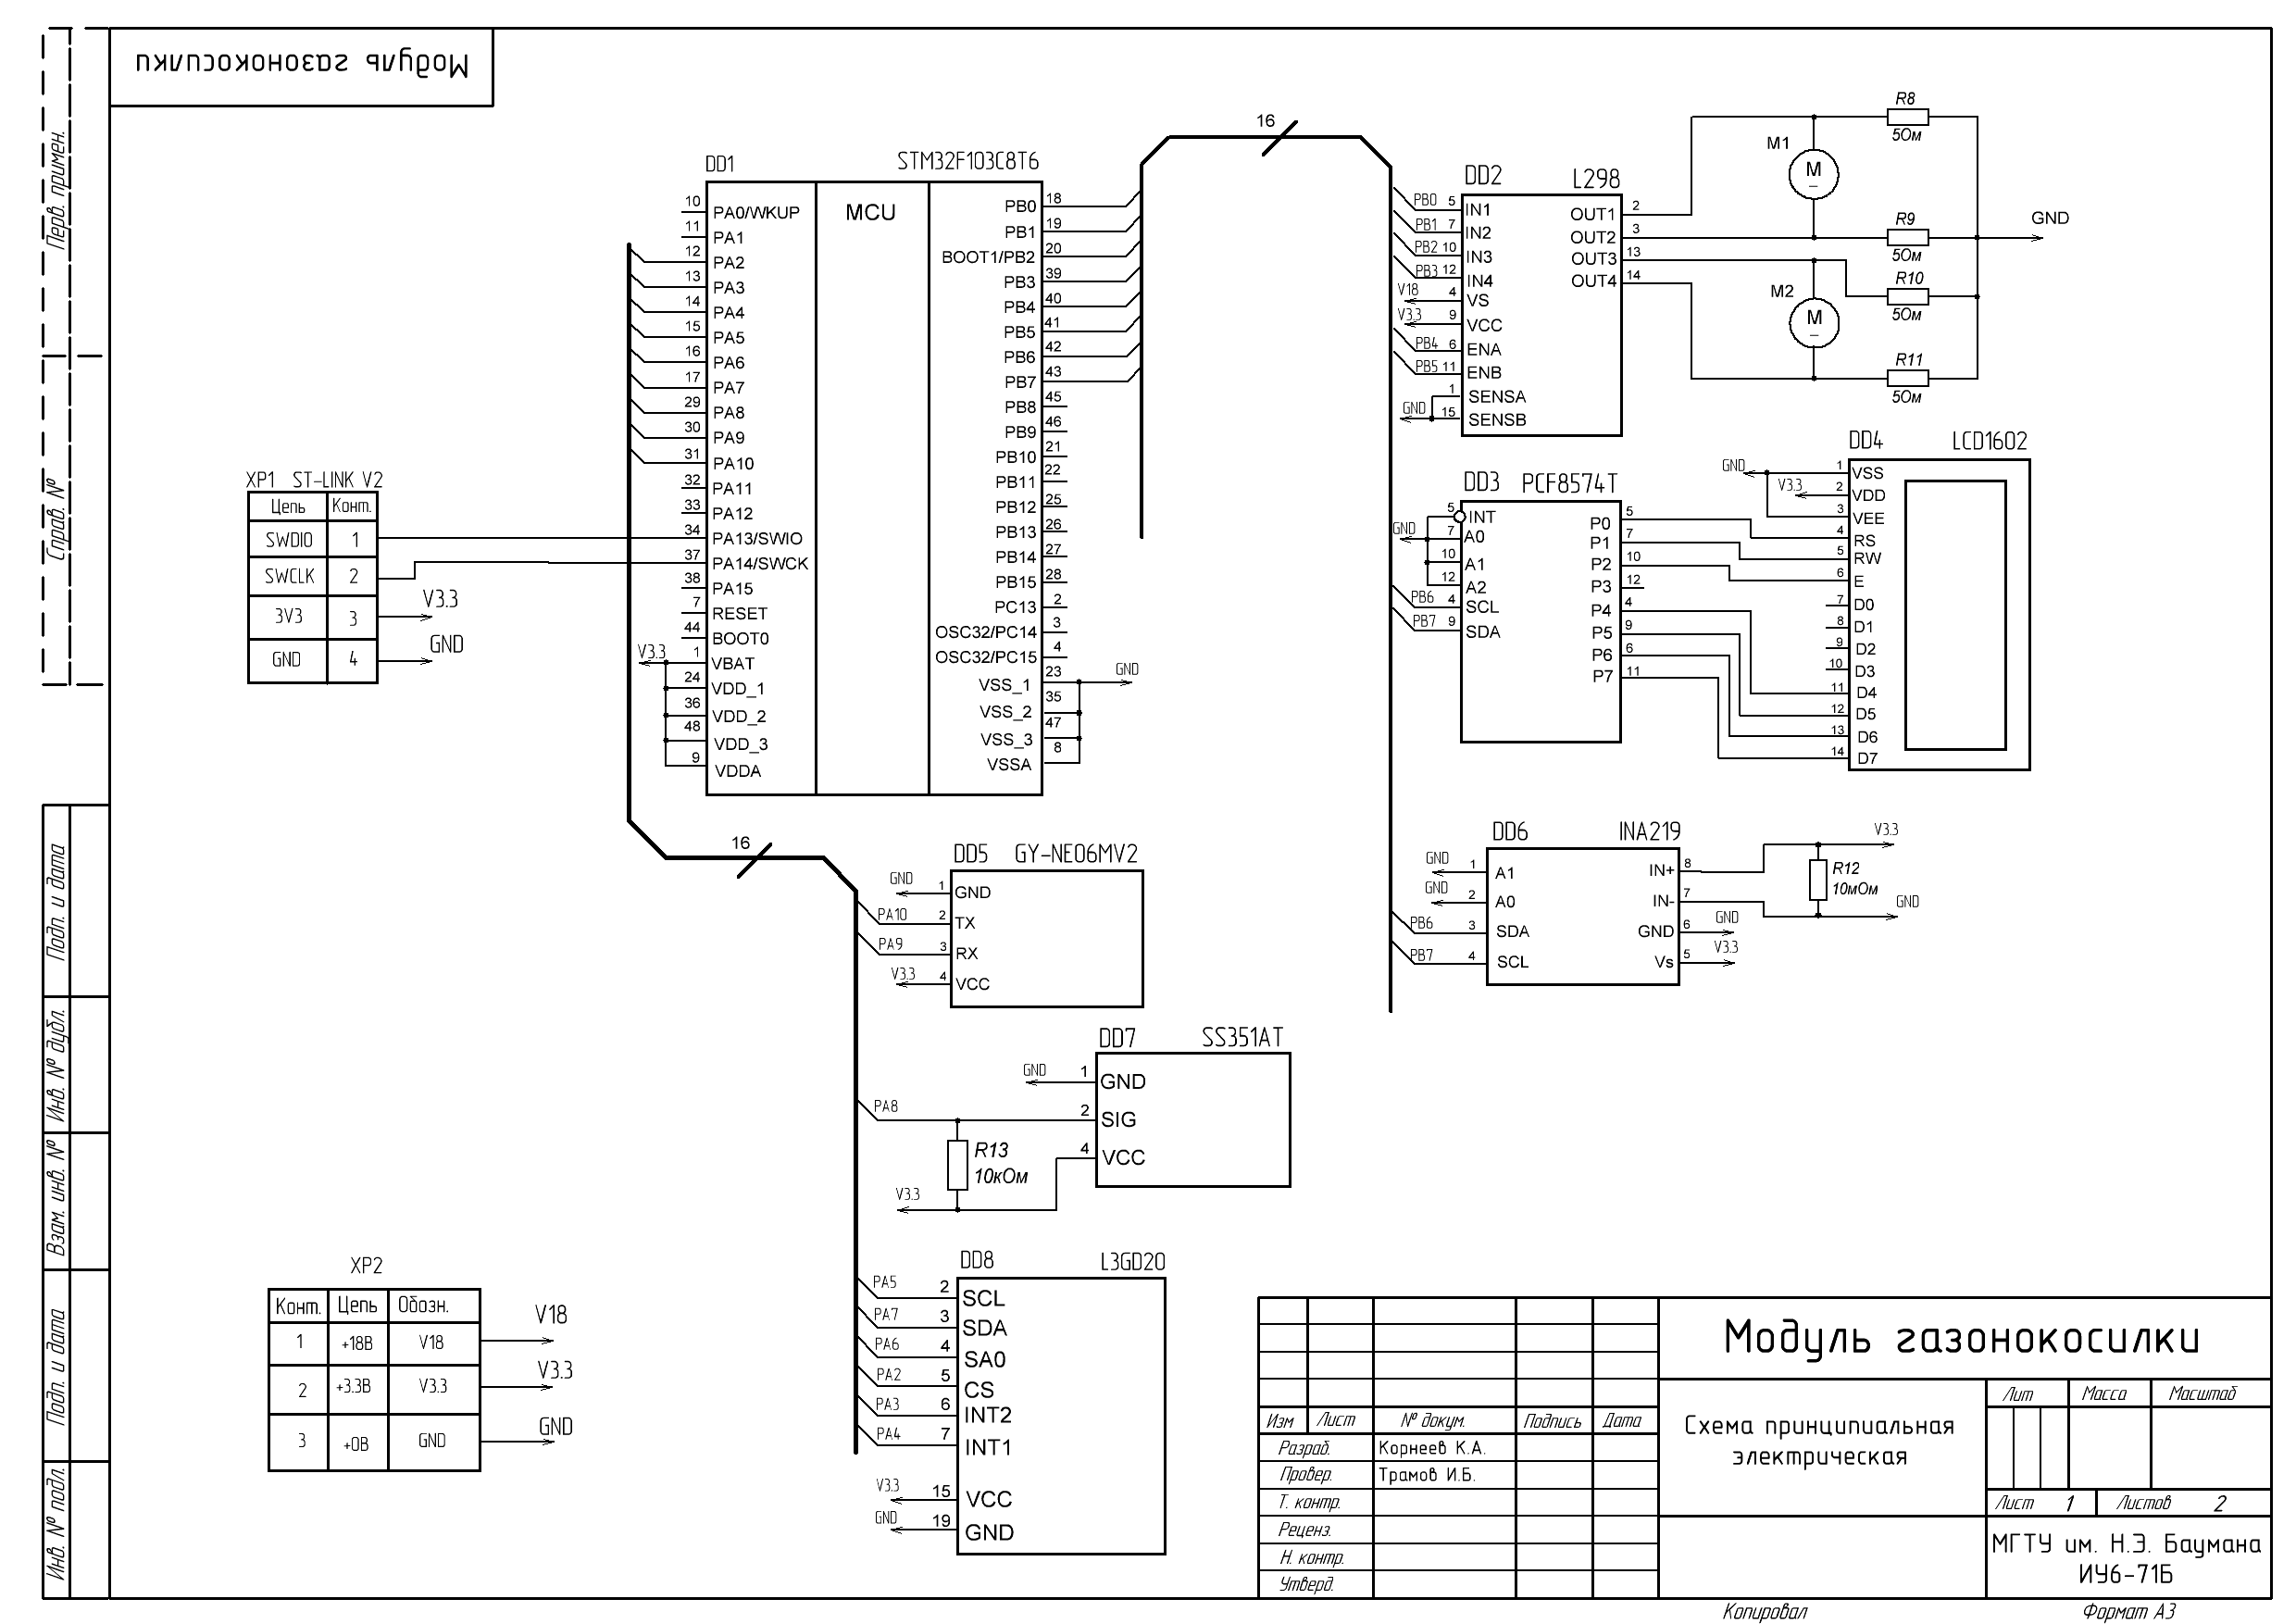 Модуль газонокосилки
Перв. примен.
Справ. №
Подп. и дата
Инв. № дубл.
Взам. инв. №
Подп. и дата
Инв. № подл.
XP1 ST-LINK V2
Цепь Конт.
SWDIO 1
SWCLK 2
3V3 3 V3.3
GND 4 GND
DD1 STM32F103C8T6
MCU
10 PA0/WKUP
11 PA1
12 PA2
13 PA3
14 PA4
15 PA5
16 PA6
17 PA7
29 PA8
30 PA9
31 PA10
32 PA11
33 PA12
34 PA13/SWIO
37 PA14/SWCK
38 PA15
7 RESET
44 BOOT0
V3.3 1 VBAT
24 VDD_1
36 VDD_2
48 VDD_3
9 VDDA
PB0 18
PB1 19
BOOT1/PB2 20
PB3 39
PB4 40
PB5 41
PB6 42
PB7 43
PB8 45
PB9 46
PB10 21
PB11 22
PB12 25
PB13 26
PB14 27
PB15 28
PC13 2
OSC32/PC14 3
OSC32/PC15 4
VSS_1 23 GND
VSS_2 35
VSS_3 47
VSSA 8
16
16
DD2 L298
PB0 5 IN1
PB1 7 IN2
PB2 10 IN3
PB3 12 IN4
V18 4 VS
V3.3 9 VCC
PB4 6 ENA
PB5 11 ENB
1 SENSA
GND 15 SENSB
OUT1 2
OUT2 3
OUT3 13
OUT4 14
M1
M
M2
M
R8
5Ом
R9
5Ом
R10
5Ом
R11
5Ом
GND
DD3 PCF8574T
5 INT
GND 7 A0
10 A1
12 A2
PB6 4 SCL
PB7 9 SDA
P0 5
P1 7
P2 10
P3 12
P4 4
P5 9
P6 6
P7 11
DD4 LCD1602
GND 1 VSS
V3.3 2 VDD
3 VEE
4 RS
5 RW
6 E
7 D0
8 D1
9 D2
10 D3
11 D4
12 D5
13 D6
14 D7
DD6 INA219
GND 1 A1
GND 2 A0
PB6 3 SDA
PB7 4 SCL
IN+ 8
IN- 7
GND 6 GND
Vs 5 V3.3
V3.3
R12
10мОм
GND
DD5 GY-NEO6MV2
GND 1 GND
PA10 2 TX
PA9 3 RX
V3.3 4 VCC
DD7 SS351AT
GND 1 GND
PA8 2 SIG
4 VCC
R13
10кОм
V3.3
DD8 L3GD20
PA5 2 SCL
PA7 3 SDA
PA6 4 SA0
PA2 5 CS
PA3 6 INT2
PA4 7 INT1
V3.3 15 VCC
GND 19 GND
XP2
Конт. Цепь Обозн.
1 +18В V18 V18
2 +3.3В V3.3 V3.3
3 +0В GND GND
Модуль газонокосилки
Схема принципиальная
электрическая
Лит Масса Масштаб
Лист 1 Листов 2
МГТУ им. Н.Э. Баумана
ИУ6-71Б
Изм Лист № докум. Подпись Дата
Разраб. Корнеев К.А.
Провер. Трамов И.Б.
Т. контр.
Реценз.
Н. контр.
Утверд.
Копировал Формат А3